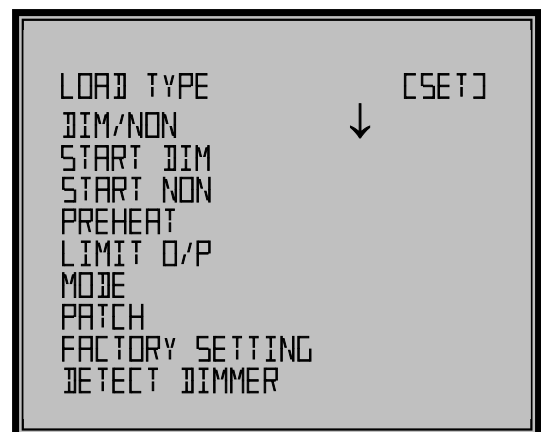 LOAD TYPE [SET]
DIM/NON ↓
START DIM
START NON
PREHEAT
LIMIT O/P
MODE
PATCH
FACTORY SETTING
DETECT DIMMER